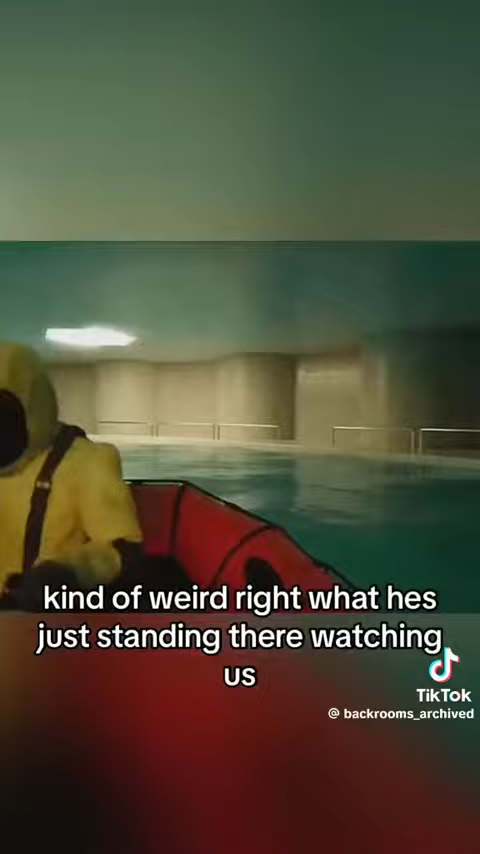 kind of weird right what hes
just standing there watching
us
TikTok
@ backrooms_archived